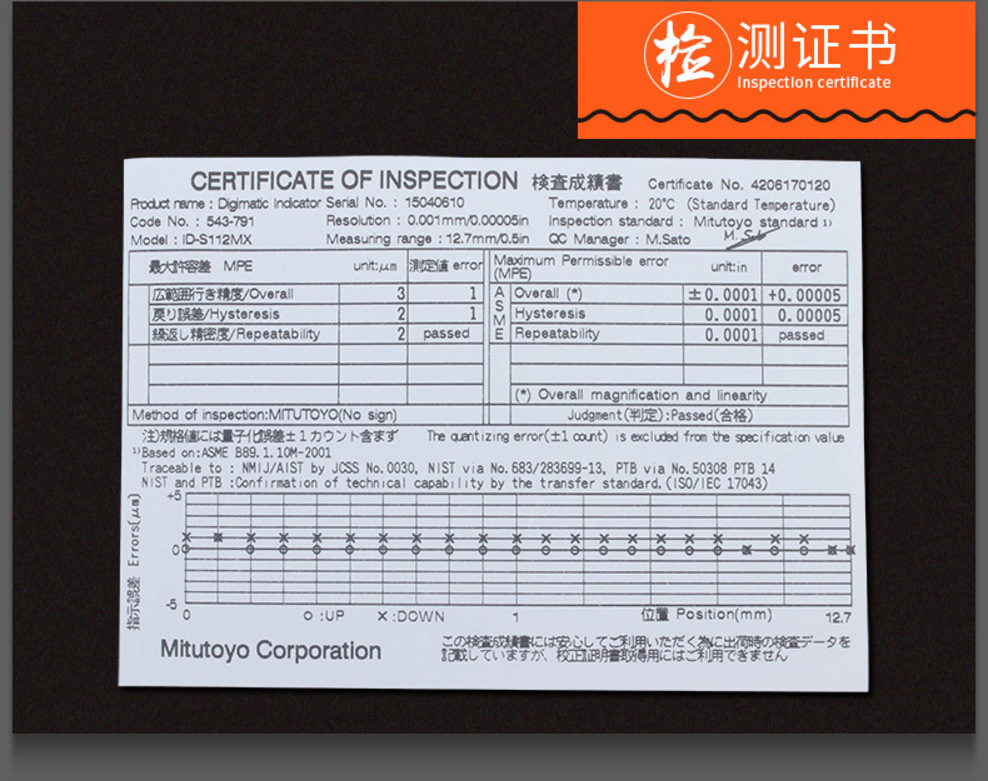 检 测证书
Inspection certificate
CERTIFICATE OF INSPECTION 検査成績書 Certificate No. 4206170120
Product name : Digimatic Indicator Serial No. : 15040610 Temperature : 20°C (Standard Temperature)
Code No. : 543-791 Resolution : 0.001mm/0.00005in Inspection standard : Mitutoyo standard 1)
Model : ID-S112MX Measuring range : 12.7mm/0.5in QC Manager : M.Sato M. Sato
最大許容差 MPE unit:μm 測定値 error Maximum Permissible error (MPE) unit:in error
広範囲行き精度/Overall 3 1 ASME Overall (*) ±0.0001 +0.00005
戻り誤差/Hysteresis 2 1 Hysteresis 0.0001 0.00005
繰返し精密度/Repeatability 2 passed Repeatability 0.0001 passed
(*) Overall magnification and linearity
Method of inspection:MITUTOYO(No sign) Judgment(判定):Passed(合格)
注)規格値には量子化誤差±1カウント含まず The quantizing error(±1 count) is excluded from the specification value
1)Based on:ASME B89.1.10M-2001
Traceable to : NMIJ/AIST by JCSS No.0030, NIST via No.683/283699-13, PTB via No.50308 PTB 14
NIST and PTB :Confirmation of technical capability by the transfer standard.(ISO/IEC 17043)
指示誤差 Errors(μm)
+5
0
-5
0 O :UP X :DOWN 1 位置 Position(mm) 12.7
Mitutoyo Corporation
この検査成績書には安心してご利用いただく為に出荷時の検査データを
記載していますが、校正証明書取得用にはご利用できません